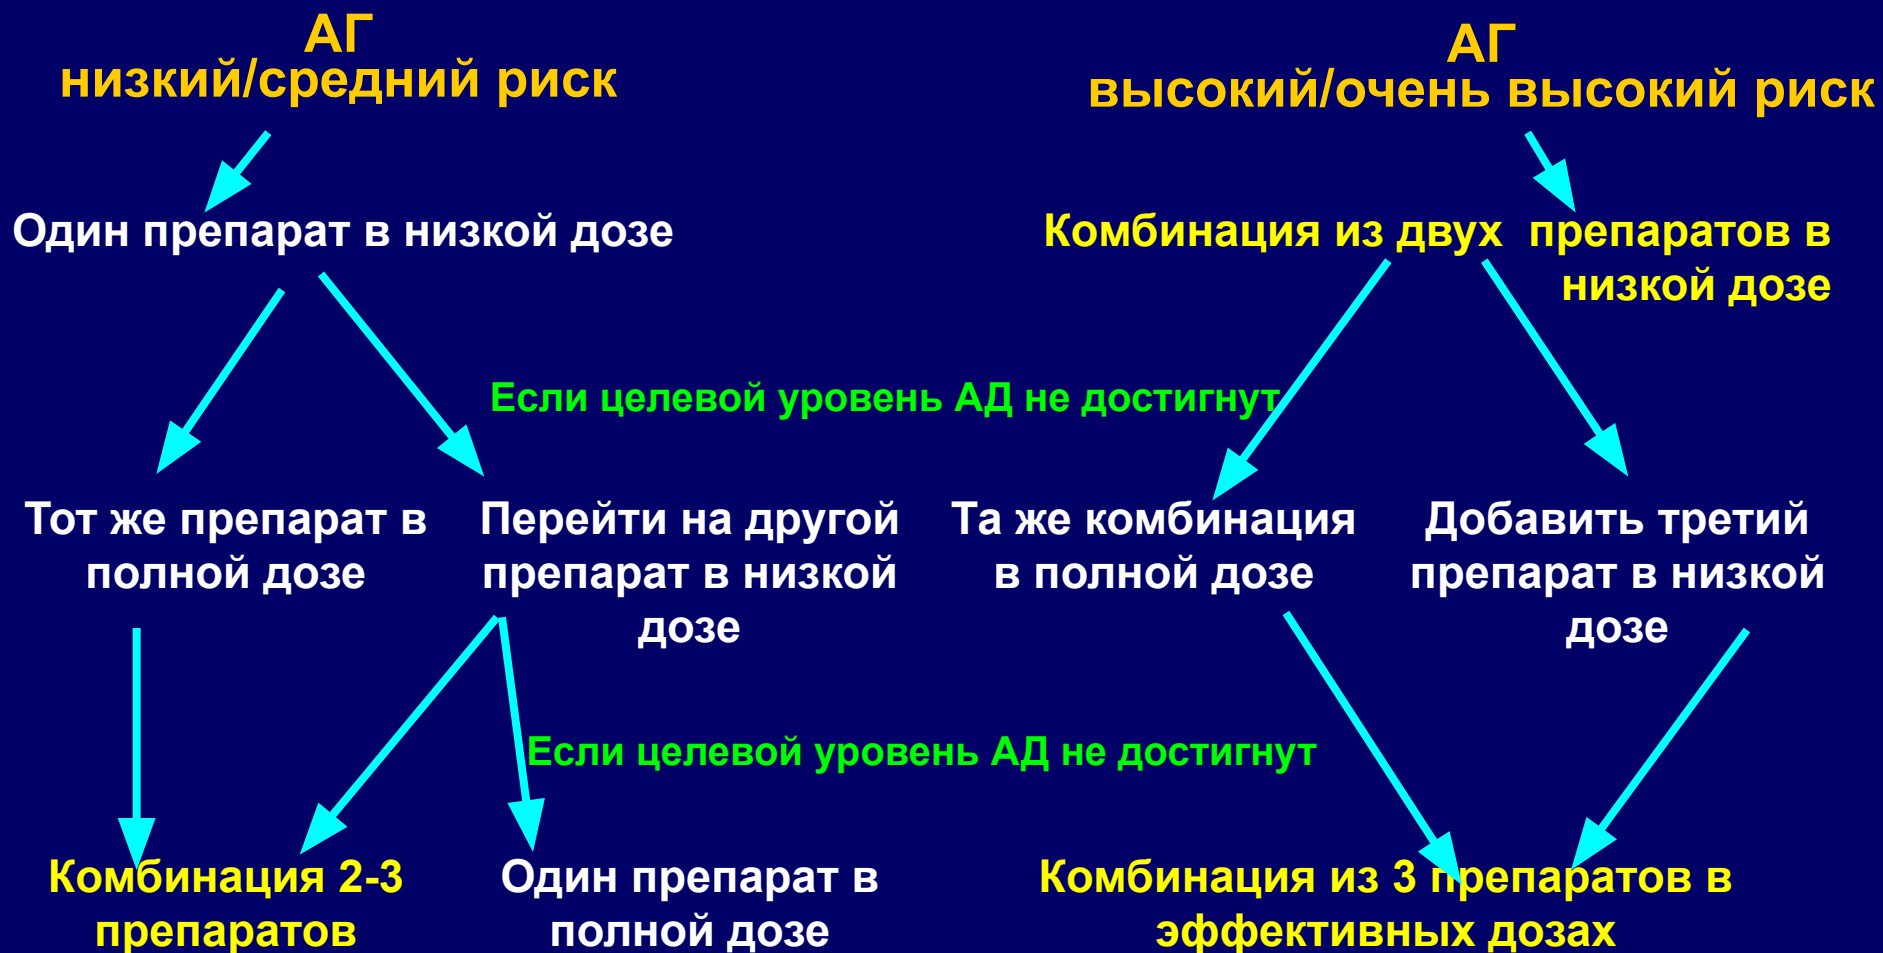 АГ
низкий/средний риск
АГ
высокий/очень высокий риск
Один препарат в низкой дозе
Комбинация из двух  препаратов в
низкой дозе
Если целевой уровень АД не достигнут
Тот же препарат в
полной дозе
Перейти на другой
препарат в низкой
дозе
Та же комбинация
в полной дозе
Добавить третий
препарат в низкой
дозе
Если целевой уровень АД не достигнут
Комбинация 2-3
препаратов
Один препарат в
полной дозе
Комбинация из 3 препаратов в
эффективных дозах